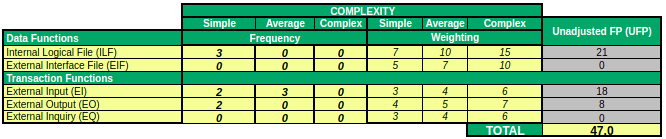 COMPLEXITY
Simple Average Complex Simple Average Complex Unadjusted FP (UFP)
Data Functions Frequency Weighting
Internal Logical File (ILF) 3 0 0 7 10 15 21
External Interface File (EIF) 0 0 0 5 7 10 0
Transaction Functions
External Input (EI) 2 3 0 3 4 6 18
External Output (EO) 2 0 0 4 5 7 8
External Inquiry (EQ) 0 0 0 3 4 6 0
TOTAL 47.0